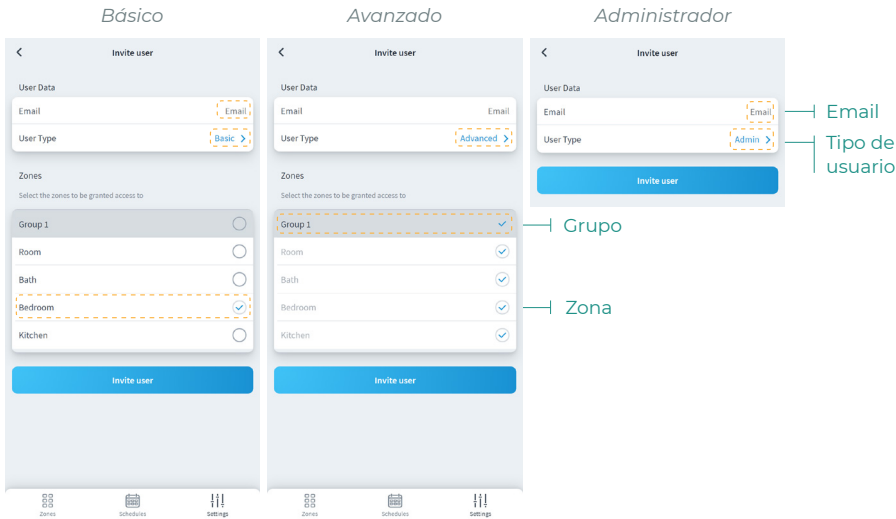 Básico
Invite user
User Data
Email Email
User Type Basic
Zones
Select the zones to be granted access to
Group 1
Room
Bath
Bedroom
Kitchen
Invite user
Zones Schedules Settings
Avanzado
Invite user
User Data
Email Email
User Type Advanced
Zones
Select the zones to be granted access to
Group 1
Room
Bath
Bedroom
Kitchen
Invite user
Zones Schedules Settings
Grupo
Zona
Administrador
Invite user
User Data
Email Email
User Type Admin
Invite user
Email
Tipo de
usuario